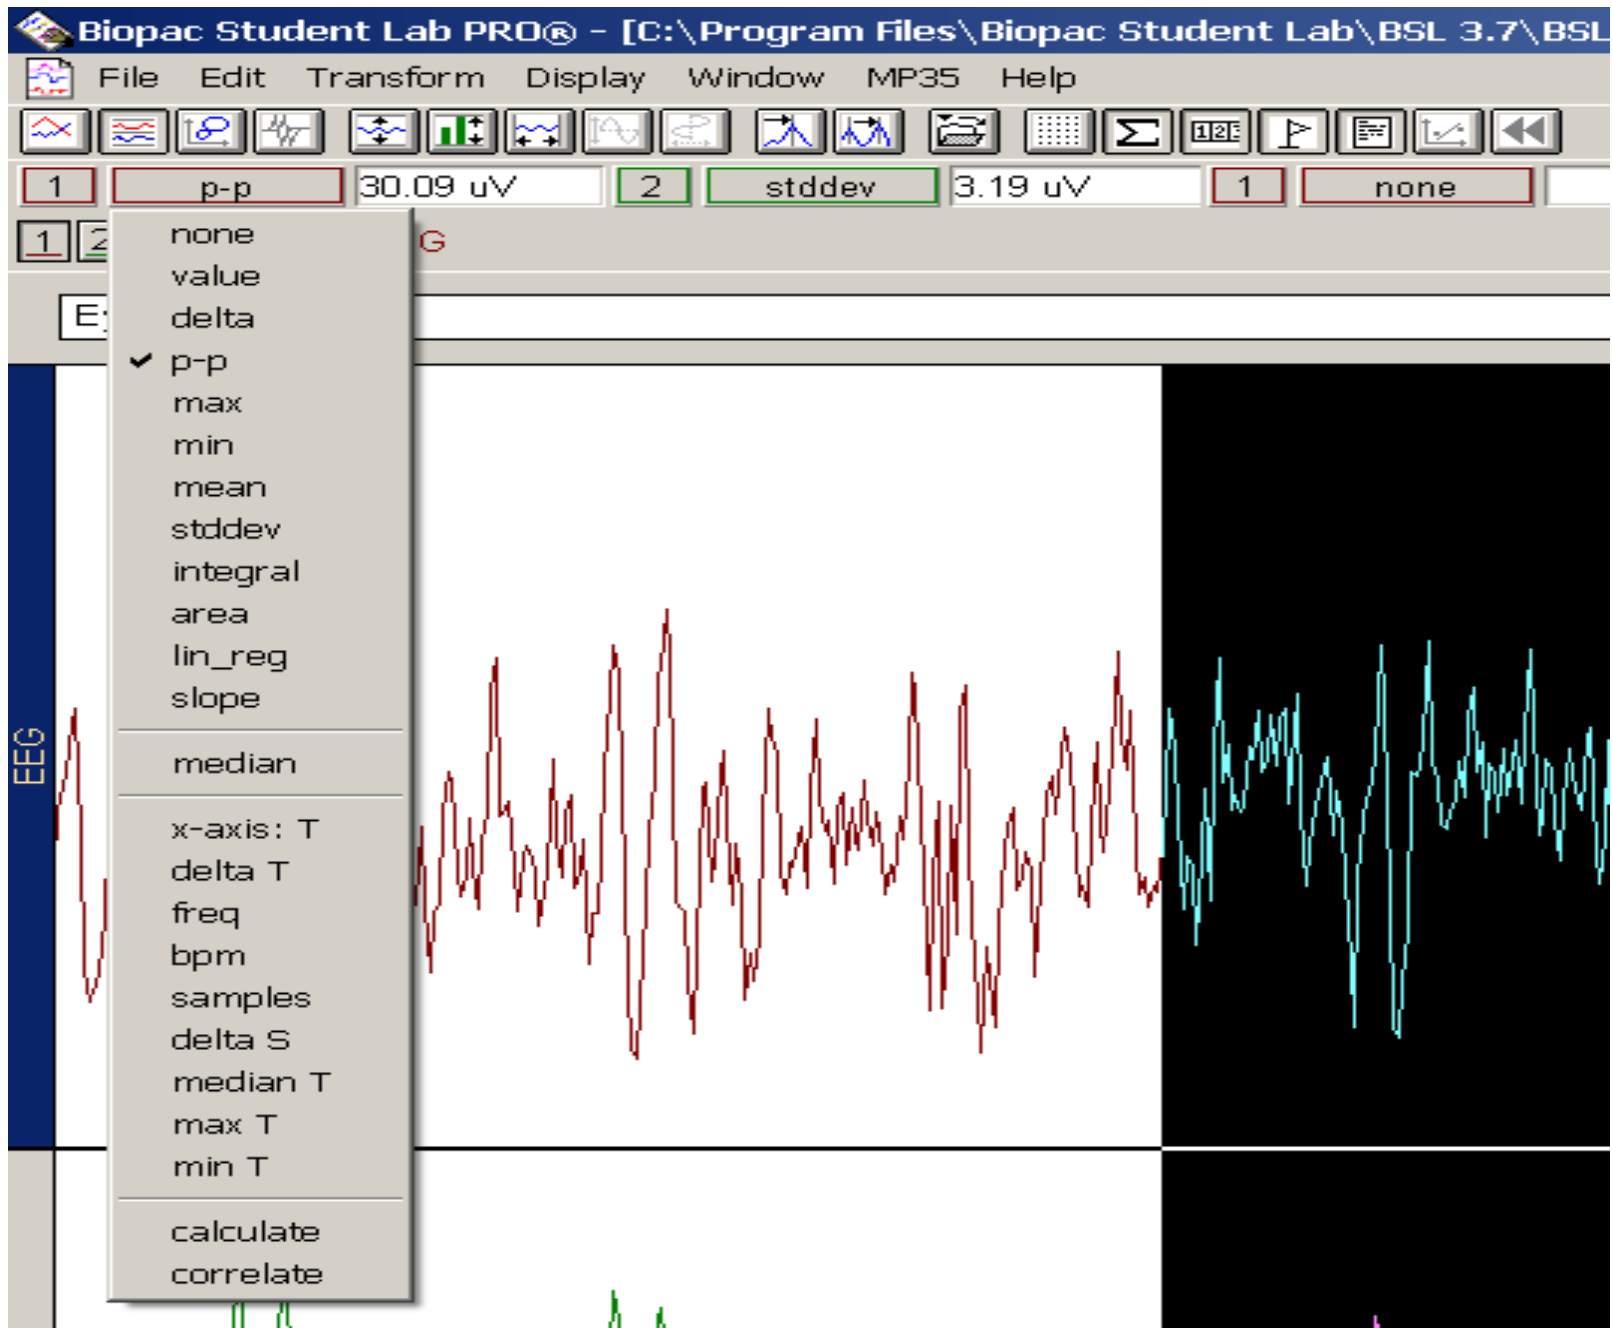 Biopac Student Lab PRO® - [C:\Program Files\Biopac Student Lab\BSL 3.7\BSL
File Edit Transform Display Window MP35 Help
1 p-p 30.09 uV 2 stddev 3.19 uV 1 none
1 2 G
none
value
delta
p-p
max
min
mean
stddev
integral
area
lin_reg
slope
median
x-axis: T
delta T
freq
bpm
samples
delta S
median T
max T
min T
calculate
correlate
EEG